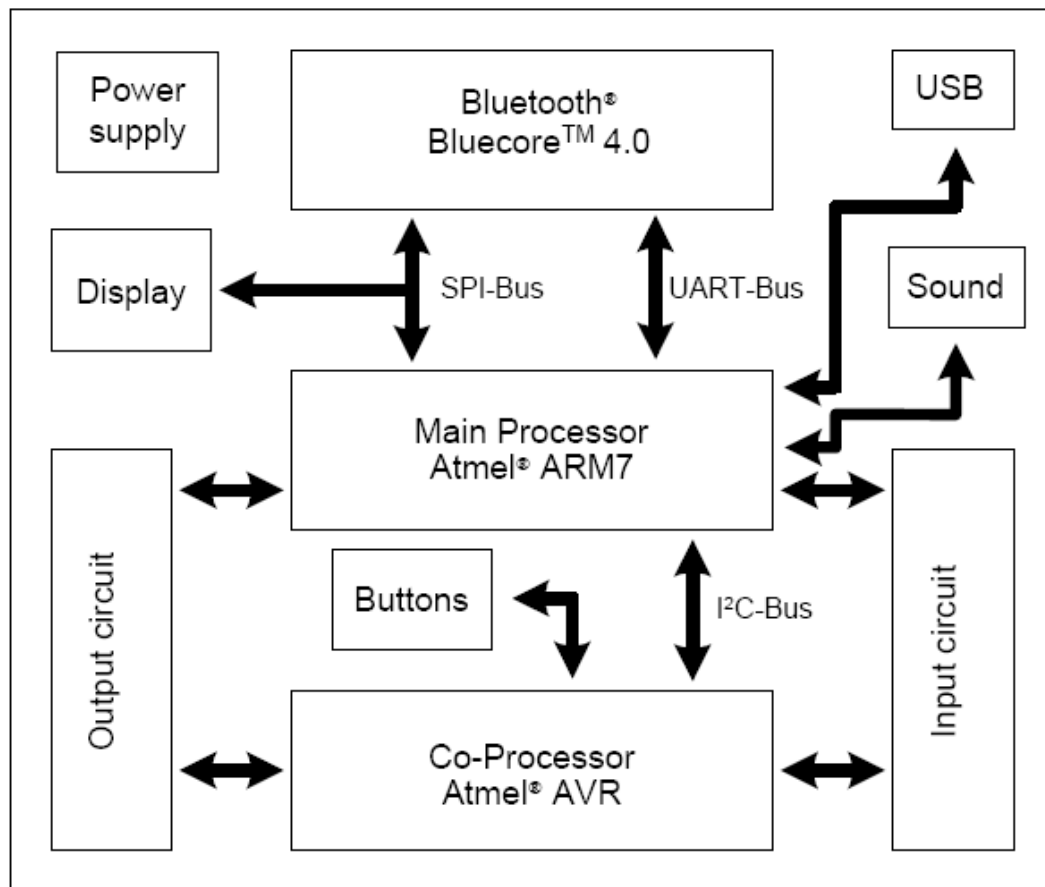 Power
supply
Bluetooth®
Bluecore™ 4.0
USB
Display
SPI-Bus
UART-Bus
Sound
Main Processor
Atmel® ARM7
Output circuit
Buttons
I²C-Bus
Input circuit
Co-Processor
Atmel® AVR